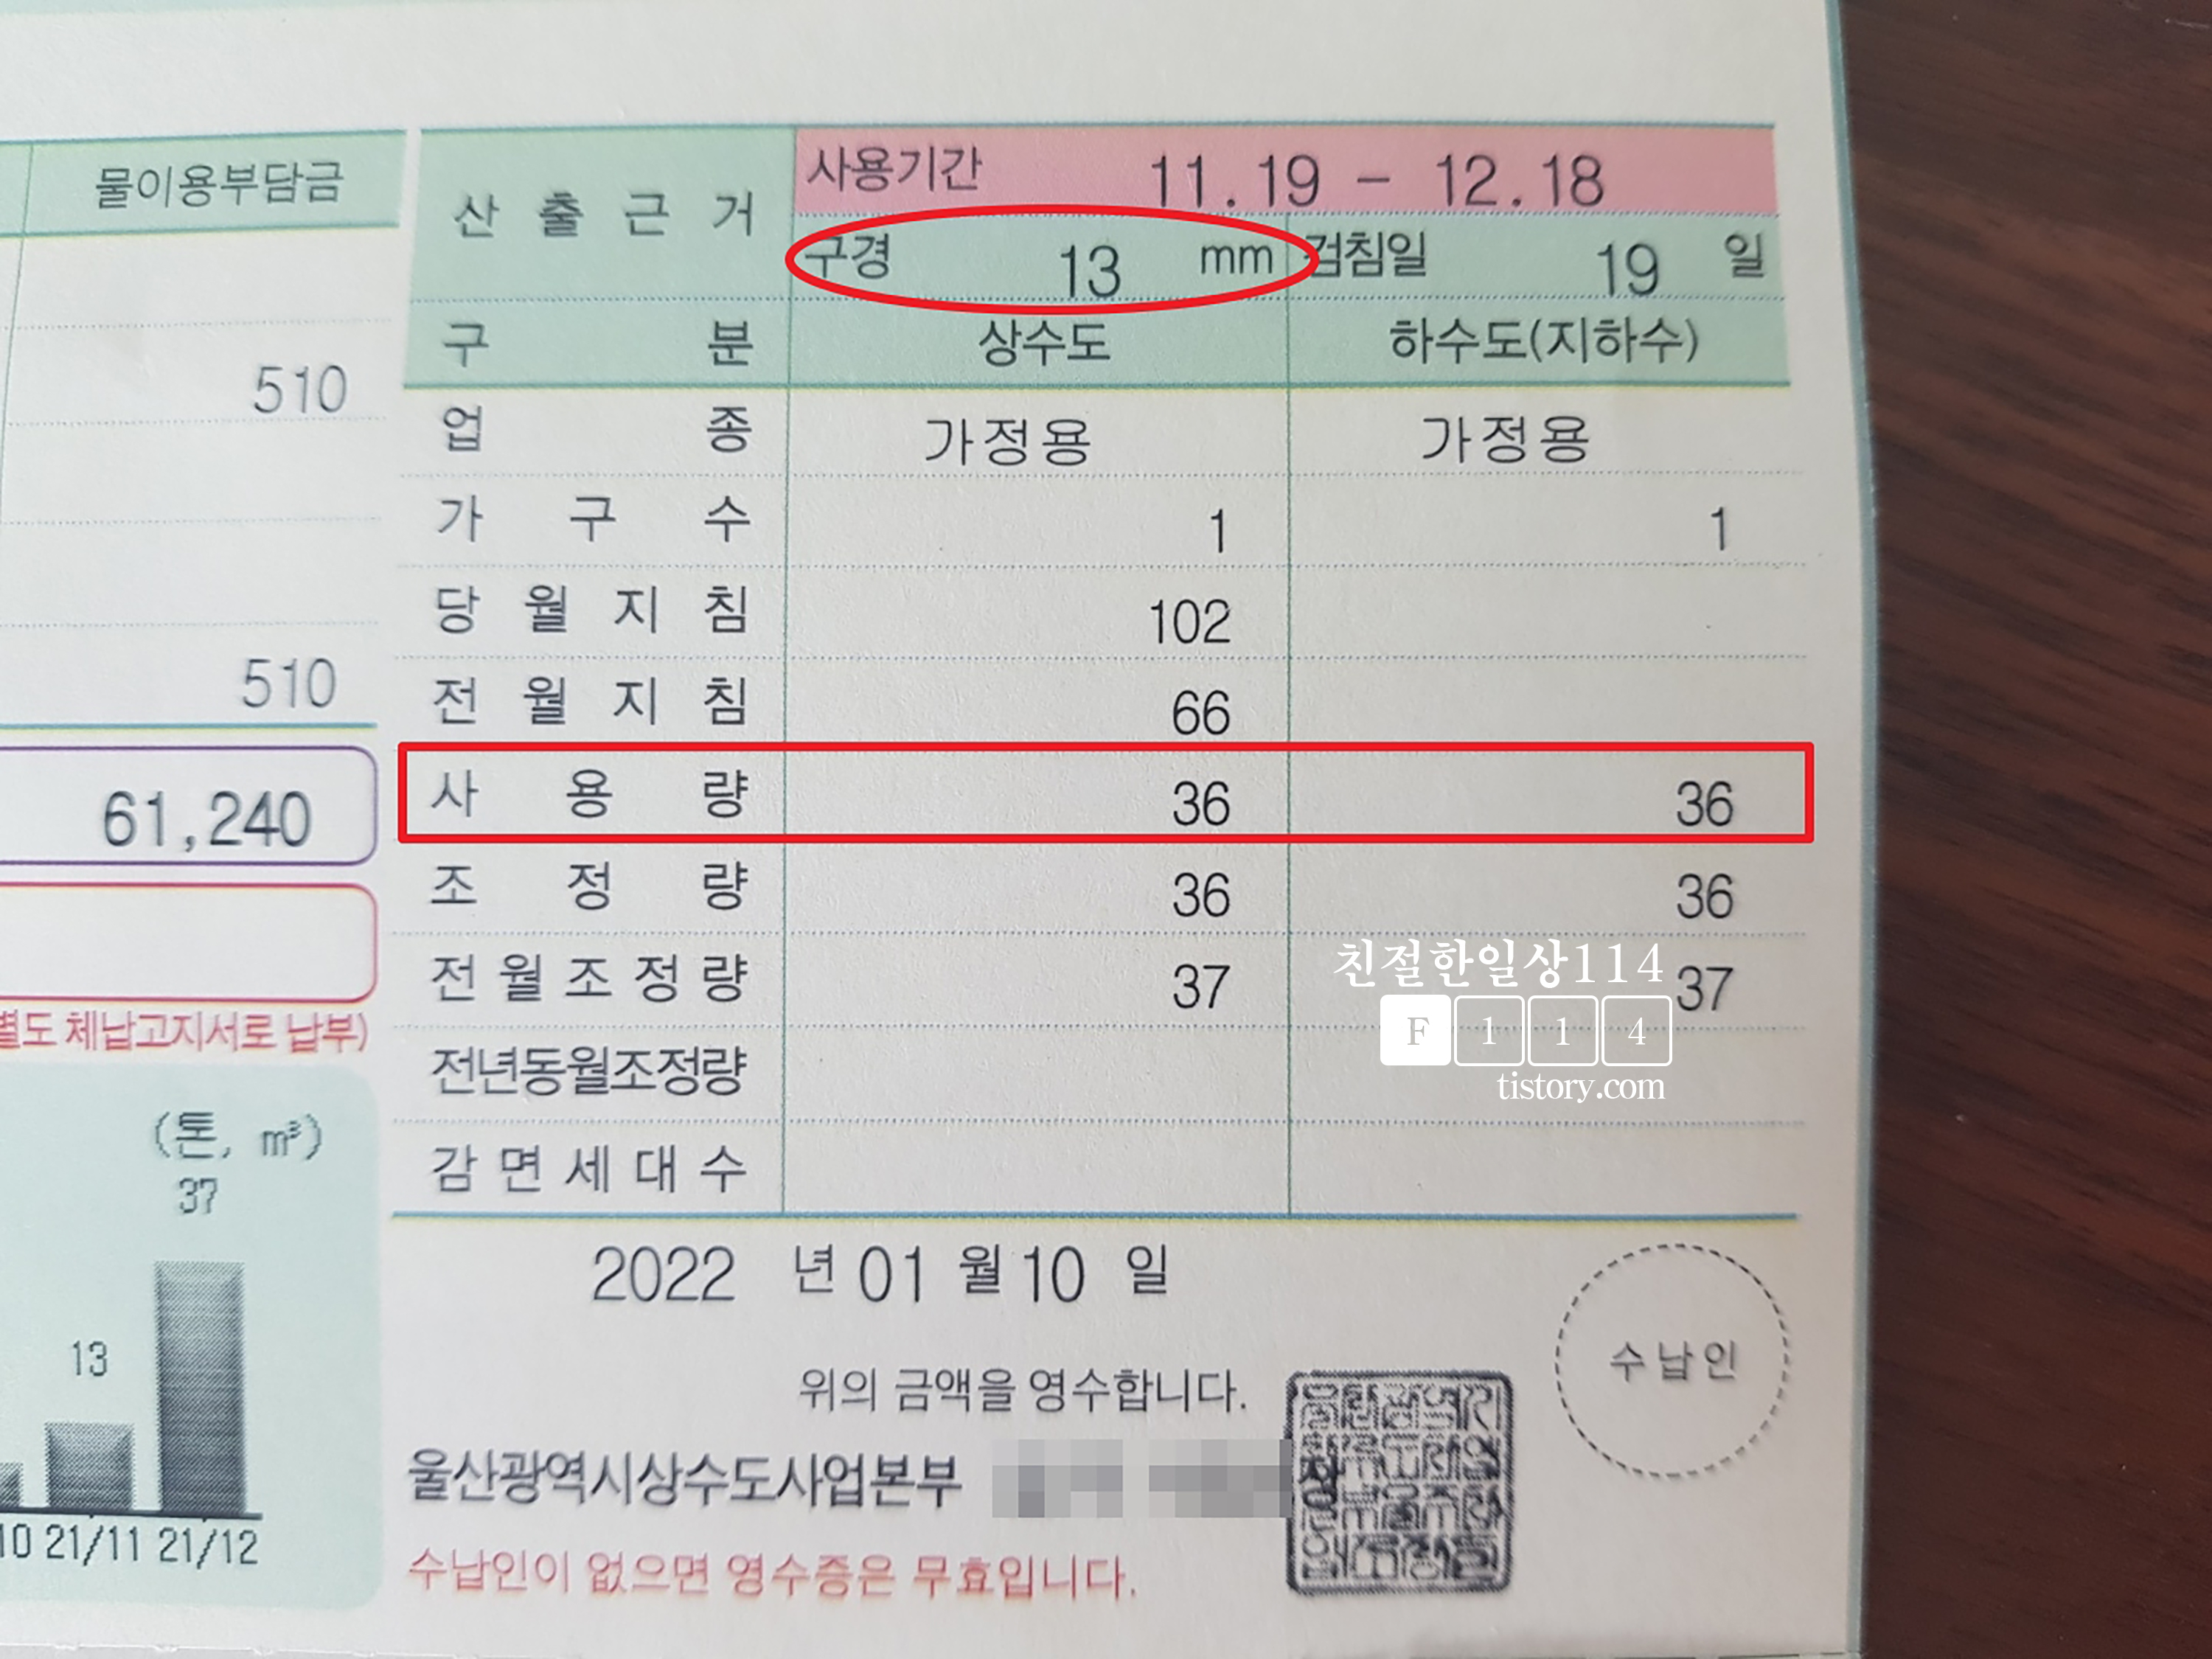 물이용부담금
510
510
61,240
별도 체납고지서로 납부)
(톤, m³)
37
13
10 21/11 21/12
산 출 근 거
사용기간 11.19 - 12.18
구경 13 mm 검침일 19 일
구 분 상수도 하수도(지하수)
업 종 가정용 가정용
가 구 수 1 1
당 월 지 침 102
전 월 지 침 66
사 용 량 36 36
조 정 량 36 36
전 월 조 정 량 37 37
전년동월조정량
감 면 세 대 수
친절한일상114
F 1 1 4
tistory.com
2022 년 01 월 10 일
위의 금액을 영수합니다.
수납인
울산광역시상수도사업본부
수납인이 없으면 영수증은 무효입니다.